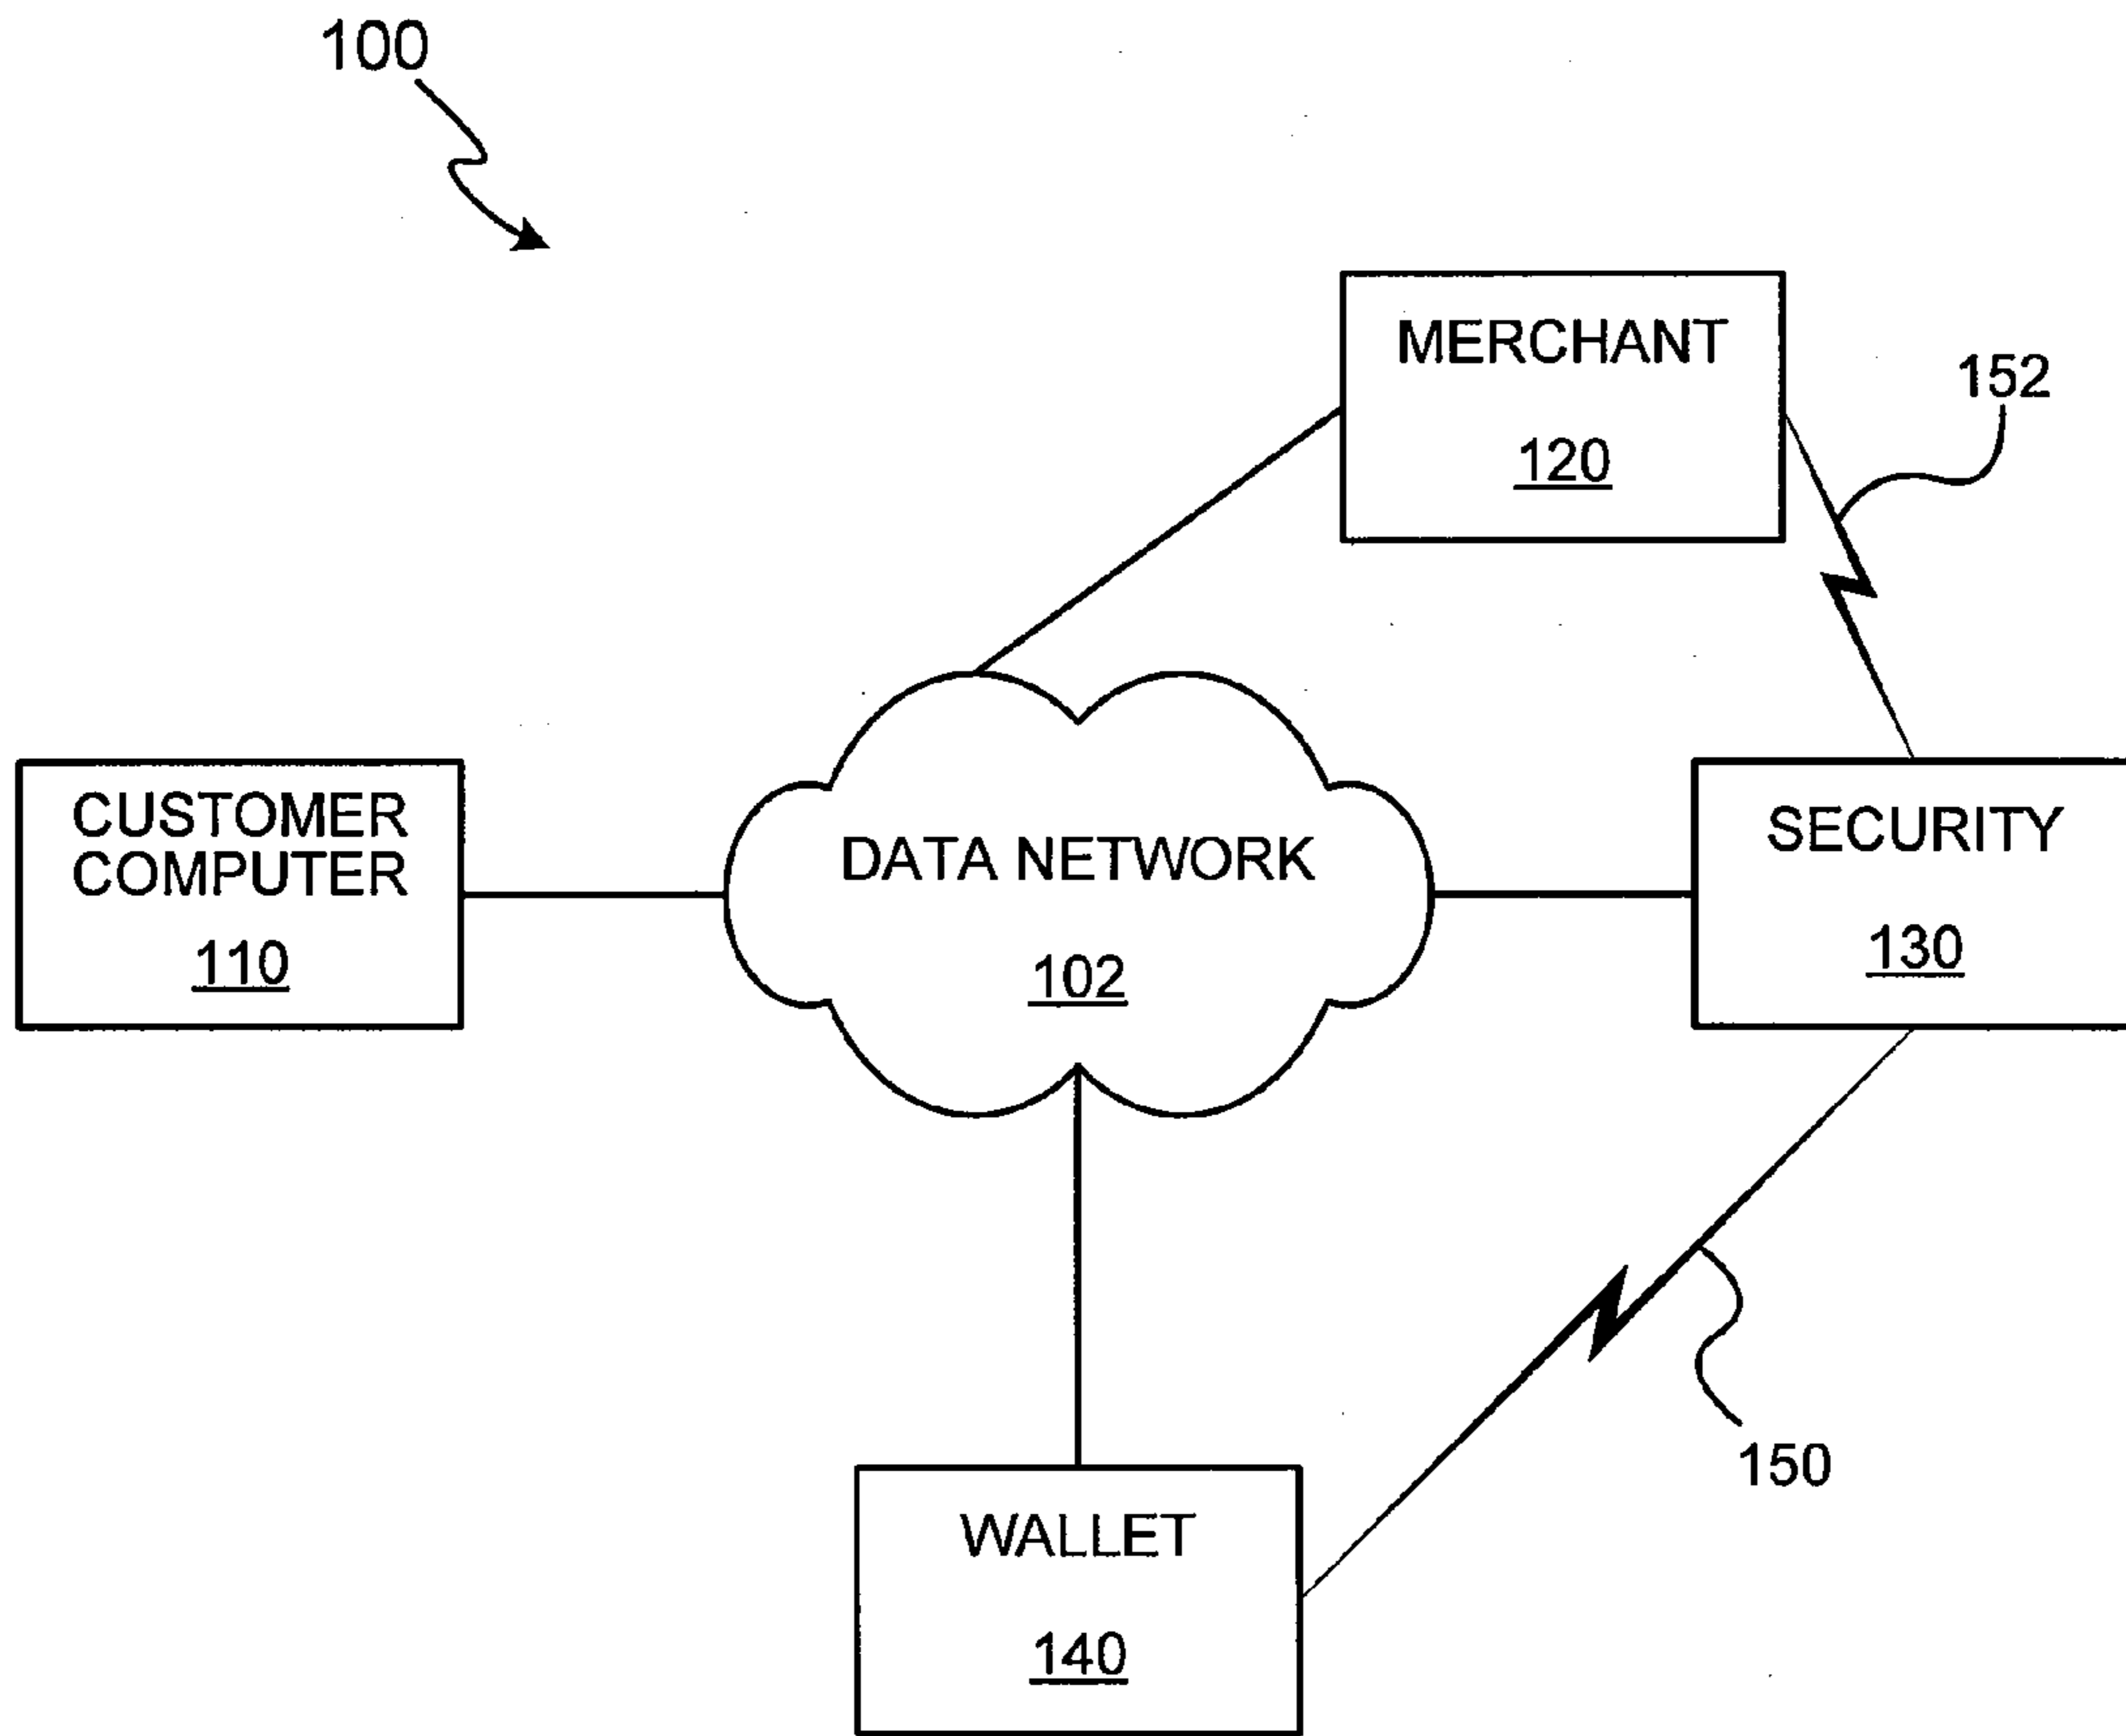 100
MERCHANT
120
152
CUSTOMER
COMPUTER
110
DATA NETWORK
102
SECURITY
130
150
WALLET
140